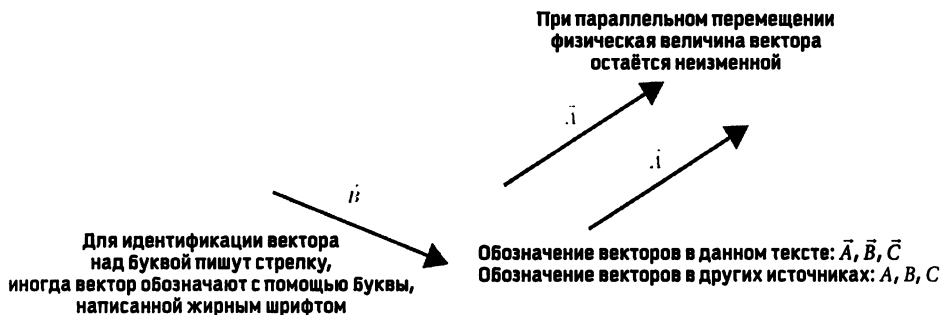 При параллельном перемещении
физическая величина вектора
остаётся неизменной
A⃗
A⃗
B⃗
Для идентификации вектора
над буквой пишут стрелку,
иногда вектор обозначают с помощью буквы,
написанной жирным шрифтом
Обозначение векторов в данном тексте: A⃗, B⃗, C⃗
Обозначение векторов в других источниках: A, B, C